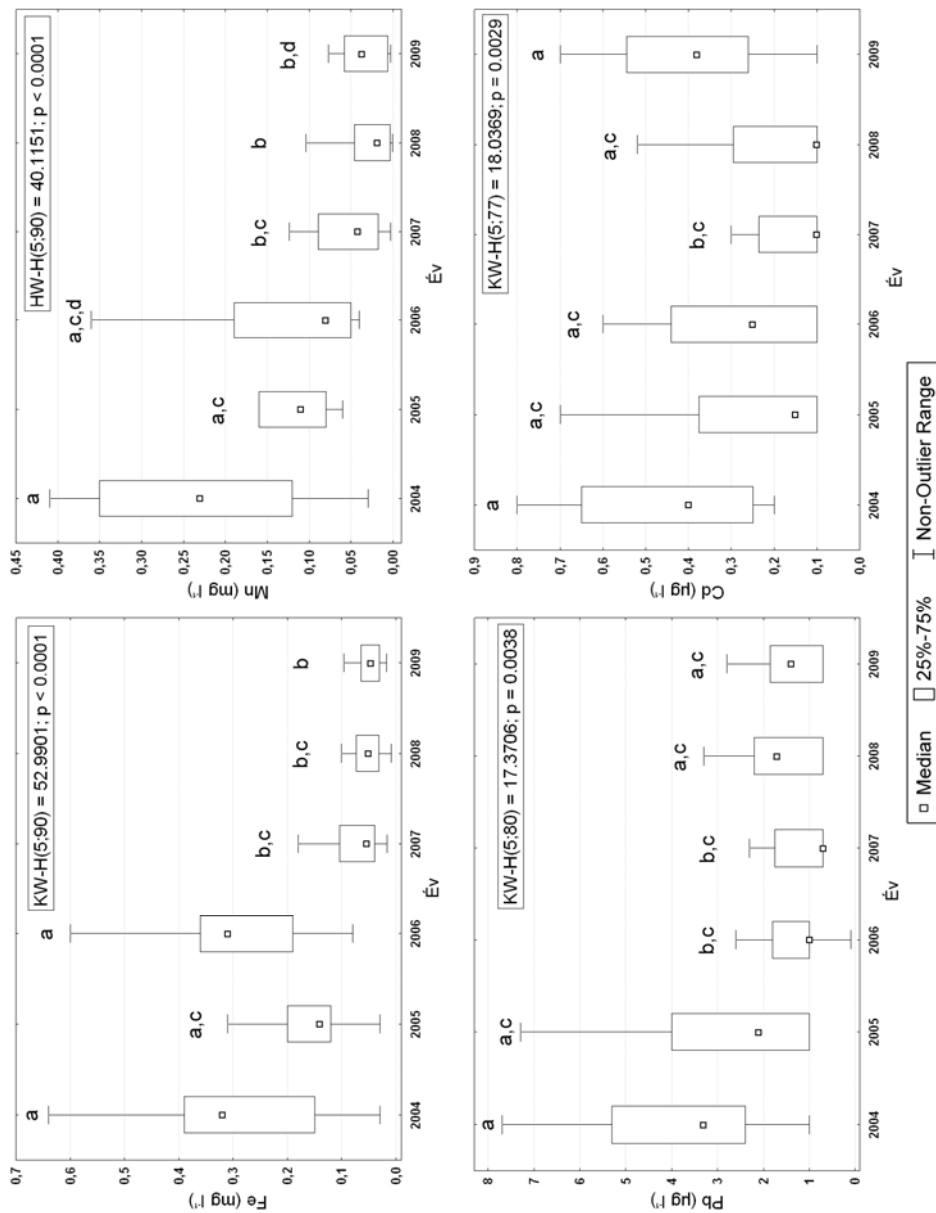 KW-H(5;90) = 52.9901; p < 0.0001
Fe (mg l⁻¹)
0,7
0,6
0,5
0,4
0,3
0,2
0,1
0,0
a
a,c
a
b,c
b,c
b
2004 2005 2006 2007 2008 2009
Év
HW-H(5;90) = 40.1151; p < 0.0001
Mn (mg l⁻¹)
0,45
0,40
0,35
0,30
0,25
0,20
0,15
0,10
0,05
0,00
a
a,c
a,c,d
b,c
b
b,d
2004 2005 2006 2007 2008 2009
Év
KW-H(5;80) = 17.3706; p = 0.0038
Pb (µg l⁻¹)
8
7
6
5
4
3
2
1
0
a
a,c
b,c
b,c
a,c
a,c
2004 2005 2006 2007 2008 2009
Év
KW-H(5;77) = 18.0369; p = 0.0029
Cd (µg l⁻¹)
0,9
0,8
0,7
0,6
0,5
0,4
0,3
0,2
0,1
0,0
a
a,c
a,c
b,c
a,c
a
2004 2005 2006 2007 2008 2009
Év
Median 25%-75% Non-Outlier Range